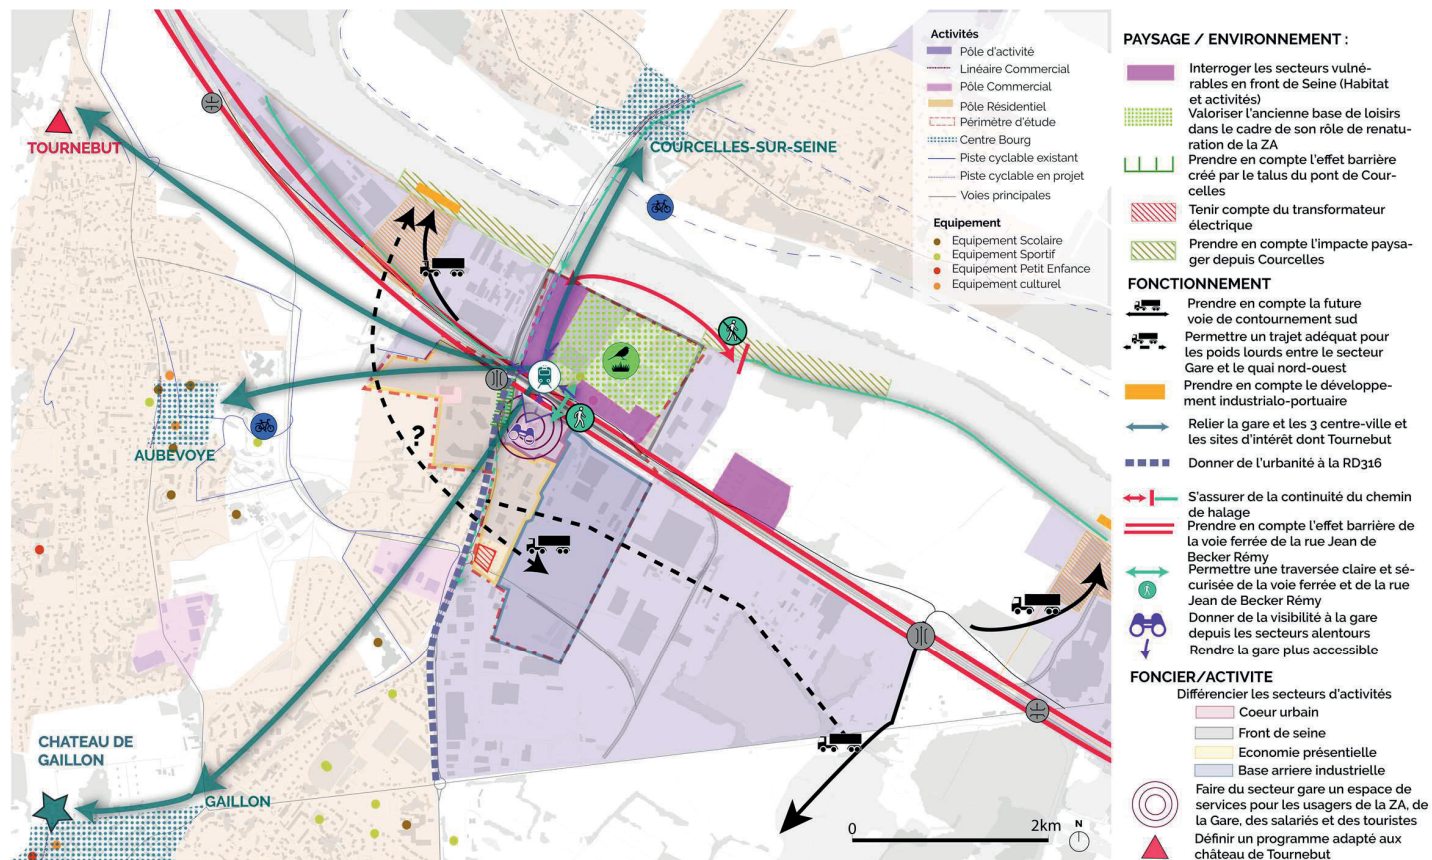 TOURNEBUT
COURCELLES-SUR-SEINE
AUBEVOYE
?
CHATEAU DE
GAILLON
GAILLON
0
2km
N
Activités
Pôle d'activité
Linéaire Commercial
Pôle Commercial
Pôle Résidentiel
Périmètre d'étude
Centre Bourg
Piste cyclable existant
Piste cyclable en projet
Voies principales
Equipement
Equipement Scolaire
Equipement Sportif
Equipement Petit Enfance
Equipement culturel
PAYSAGE / ENVIRONNEMENT :
Interroger les secteurs vulné-
rables en front de Seine (Habitat
et activités)
Valoriser l'ancienne base de loisirs
dans le cadre de son rôle de renatu-
ration de la ZA
Prendre en compte l'effet barrière
créé par le talus du pont de Cour-
celles
Tenir compte du transformateur
électrique
Prendre en compte l'impacte paysa-
ger depuis Courcelles
FONCTIONNEMENT
Prendre en compte la future
voie de contournement sud
Permettre un trajet adéquat pour
les poids lourds entre le secteur
Gare et le quai nord-ouest
Prendre en compte le développe-
ment industrialo-portuaire
Relier la gare et les 3 centre-ville et
les sites d'intérêt dont Tournebut
Donner de l'urbanité à la RD316
S'assurer de la continuité du chemin
de halage
Prendre en compte l'effet barrière de
la voie ferrée de la rue Jean de
Becker Rémy
Permettre une traversée claire et sé-
curisée de la voie ferrée et de la rue
Jean de Becker Rémy
Donner de la visibilité à la gare
depuis les secteurs alentours
Rendre la gare plus accessible
FONCIER/ACTIVITE
Différencier les secteurs d'activités
Coeur urbain
Front de seine
Economie présentielle
Base arriere industrielle
Faire du secteur gare un espace de
services pour les usagers de la ZA, de
la Gare, des salariés et des touristes
Définir un programme adapté aux
château de Tournebut